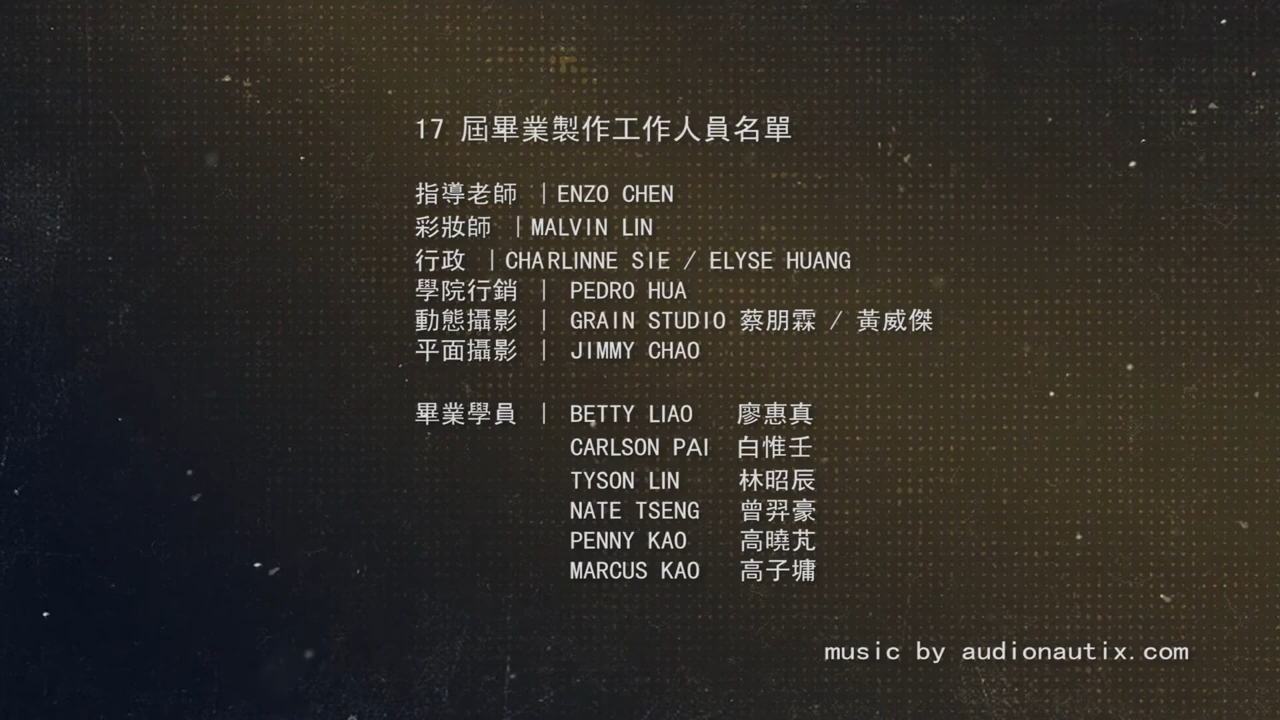 17 屆畢業製作工作人員名單
指導老師 | ENZO CHEN
彩妝師 | MALVIN LIN
行政 | CHARLINNE SIE / ELYSE HUANG
學院行銷 | PEDRO HUA
動態攝影 | GRAIN STUDIO 蔡朋霖 / 黃威傑
平面攝影 | JIMMY CHAO
畢業學員 | BETTY LIAO 廖惠真
CARLSON PAI 白惟壬
TYSON LIN 林昭辰
NATE TSENG 曾羿豪
PENNY KAO 高曉芃
MARCUS KAO 高子墉
music by audionautix.com